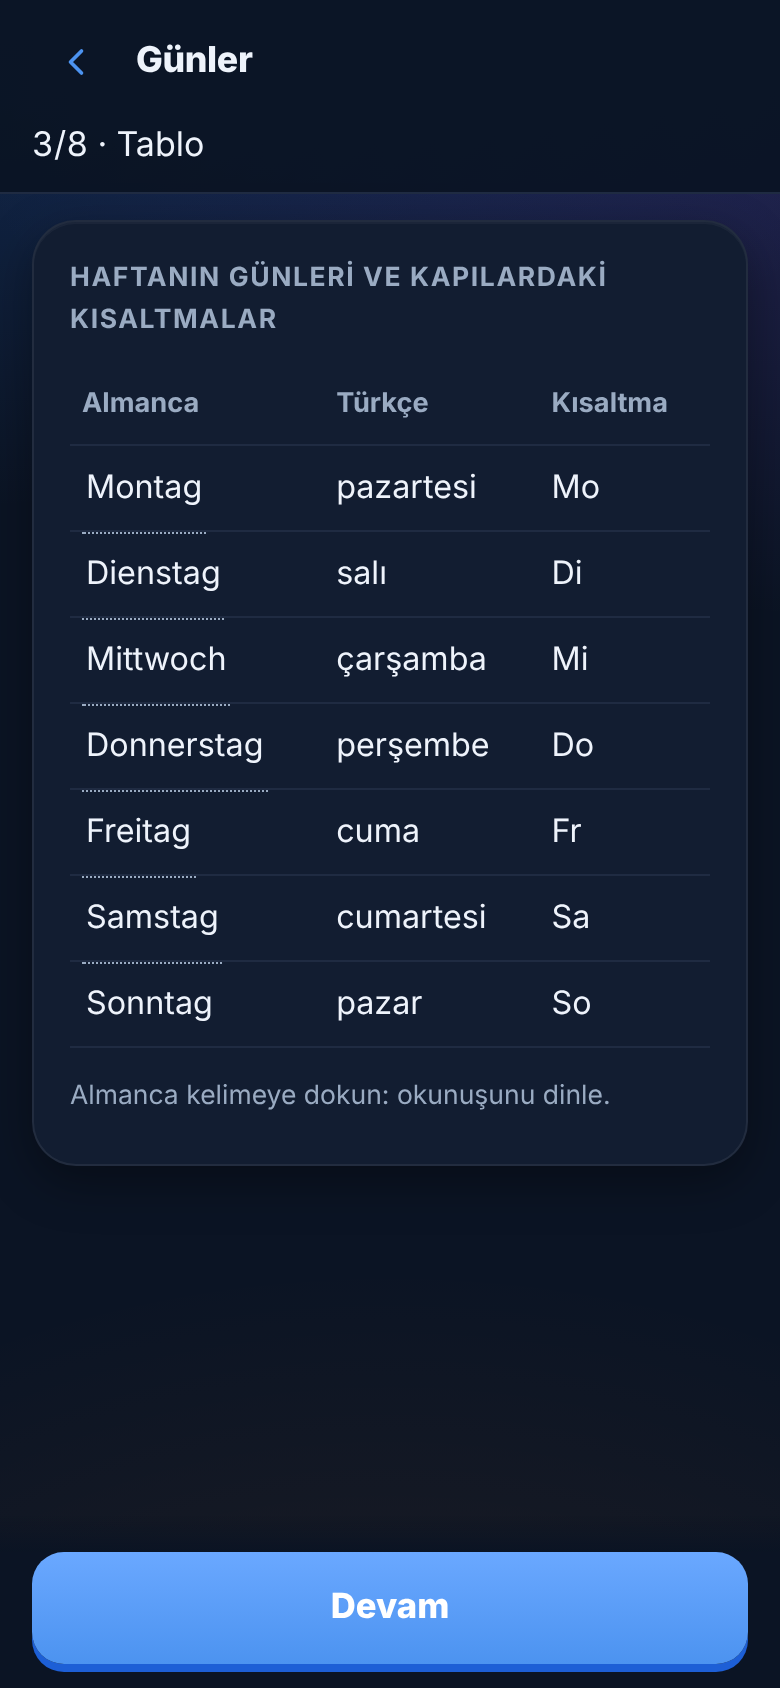 Günler
3/8 · Tablo
HAFTANIN GÜNLERİ VE KAPILARDAKİ
KISALTMALAR
Almanca Türkçe Kısaltma
Montag pazartesi Mo
Dienstag salı Di
Mittwoch çarşamba Mi
Donnerstag perşembe Do
Freitag cuma Fr
Samstag cumartesi Sa
Sonntag pazar So
Almanca kelimeye dokun: okunuşunu dinle.
Devam